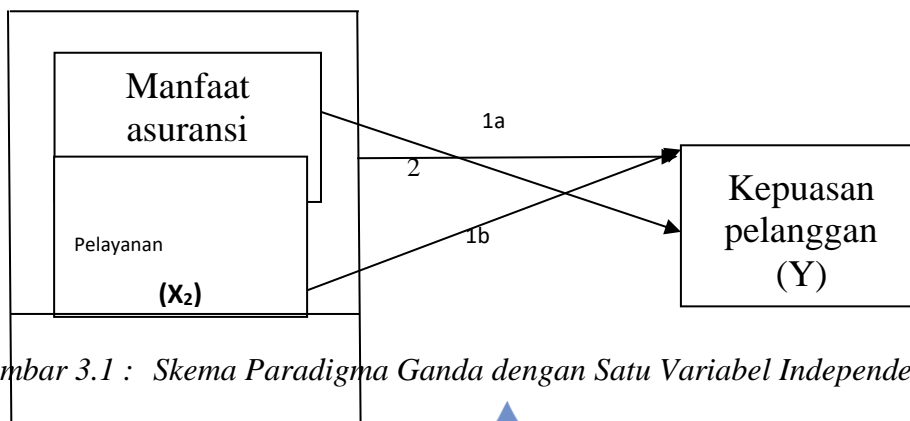 Manfaat
asuransi
1a
2
Kepuasan
pelanggan
(Y)
Pelayanan
1b
(X₂)
mbar 3.1 : Skema Paradigma Ganda dengan Satu Variabel Independe